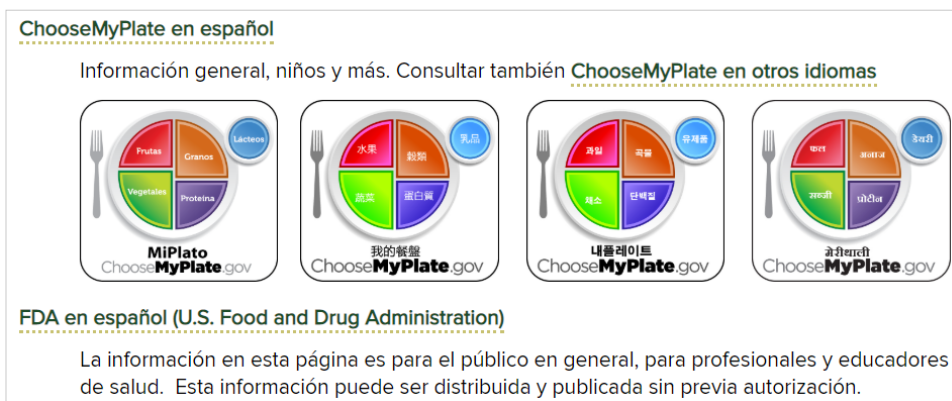 ChooseMyPlate en español
Información general, niños y más. Consultar también ChooseMyPlate en otros idiomas
Frutas
Granos
Lácteos
Vegetales
Proteína
MiPlato
ChooseMyPlate.gov
水果
穀類
乳品
蔬菜
蛋白質
我的餐盤
ChooseMyPlate.gov
과일
곡물
유제품
채소
단백질
내플레이트
ChooseMyPlate.gov
फल
अनाज
डेयरी
सब्जी
प्रोटीन
मेरीथाली
ChooseMyPlate.gov
FDA en español (U.S. Food and Drug Administration)
La información en esta página es para el público en general, para profesionales y educadores
de salud. Esta información puede ser distribuida y publicada sin previa autorización.